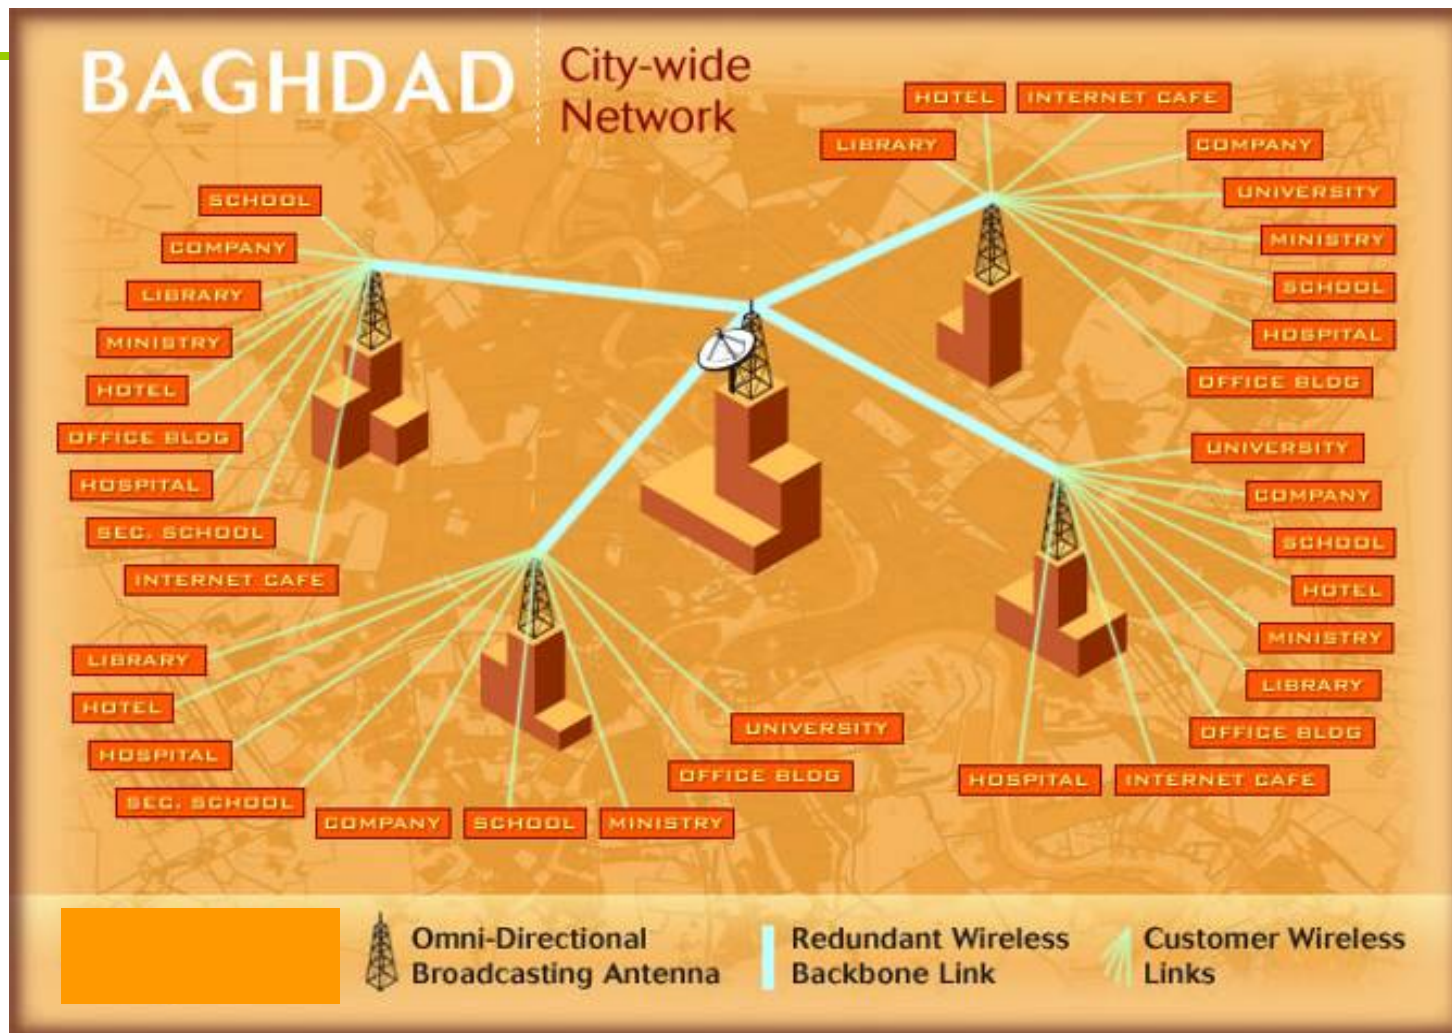 BAGHDAD
City-wide
Network
HOTEL
INTERNET CAFE
LIBRARY
COMPANY
UNIVERSITY
MINISTRY
SCHOOL
HOSPITAL
OFFICE BLDG
SCHOOL
COMPANY
LIBRARY
MINISTRY
HOTEL
OFFICE BLDG
HOSPITAL
SEC. SCHOOL
INTERNET CAFE
UNIVERSITY
COMPANY
SCHOOL
HOTEL
MINISTRY
LIBRARY
OFFICE BLDG
HOSPITAL
INTERNET CAFE
LIBRARY
HOTEL
HOSPITAL
SEC. SCHOOL
COMPANY
SCHOOL
MINISTRY
OFFICE BLDG
UNIVERSITY
Omni-Directional
Broadcasting Antenna
Redundant Wireless
Backbone Link
Customer Wireless
Links